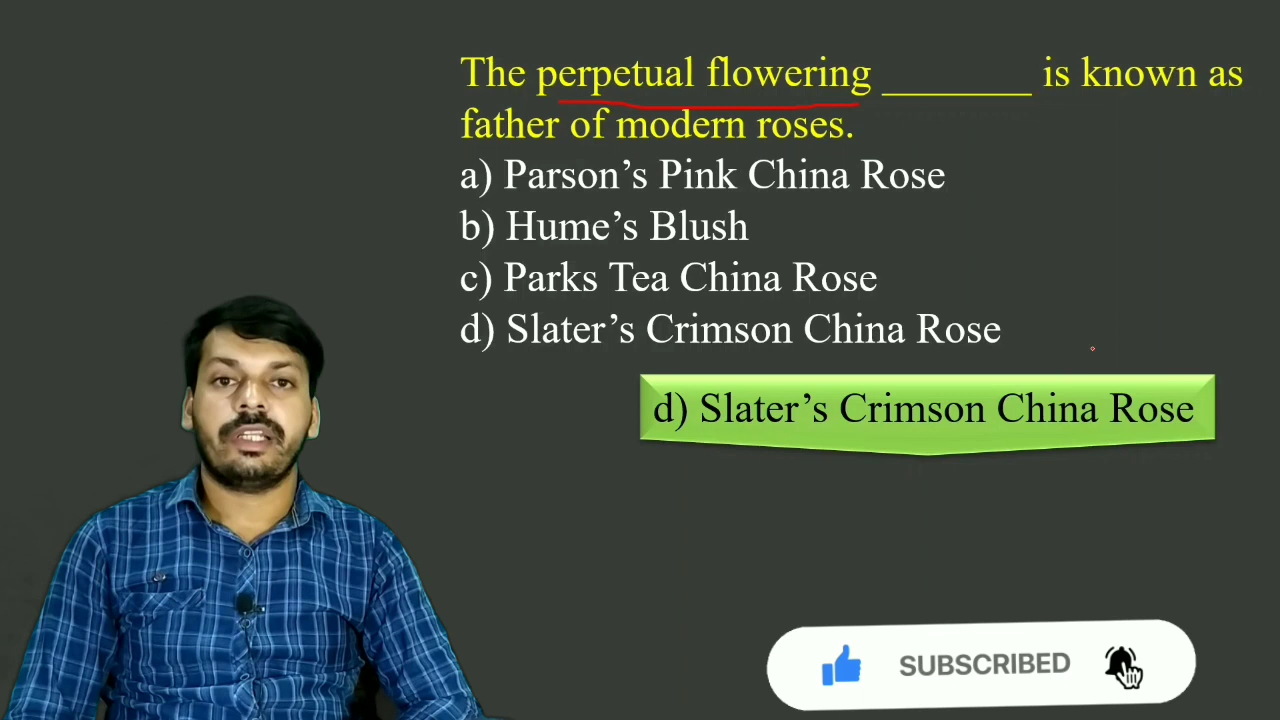 The perpetual flowering _______ is known as
father of modern roses.
a) Parson’s Pink China Rose
b) Hume’s Blush
c) Parks Tea China Rose
d) Slater’s Crimson China Rose
d) Slater’s Crimson China Rose
SUBSCRIBED